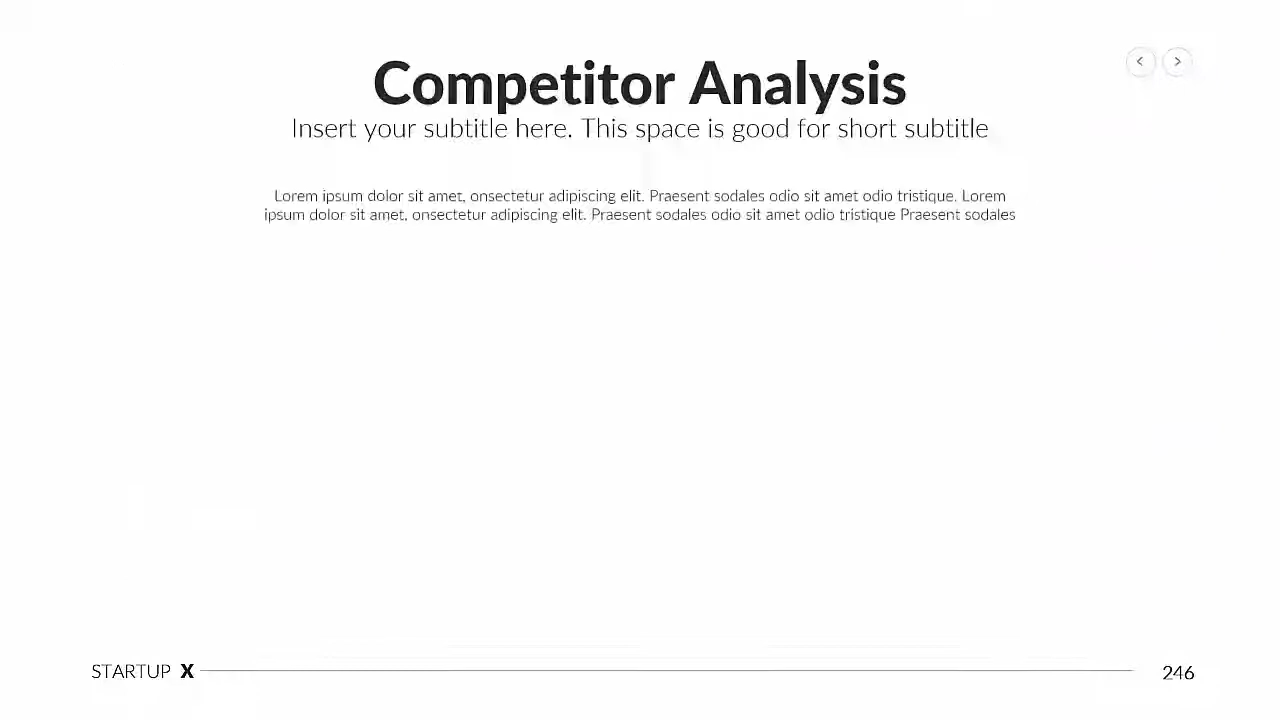 Competitor Analysis
Insert your subtitle here. This space is good for short subtitle
Lorem ipsum dolor sit amet, onsectetur adipiscing elit. Praesent sodales odio sit amet odio tristique. Lorem
ipsum dolor sit amet, onsectetur adipiscing elit. Praesent sodales odio sit amet odio tristique Praesent sodales
STARTUP X
246